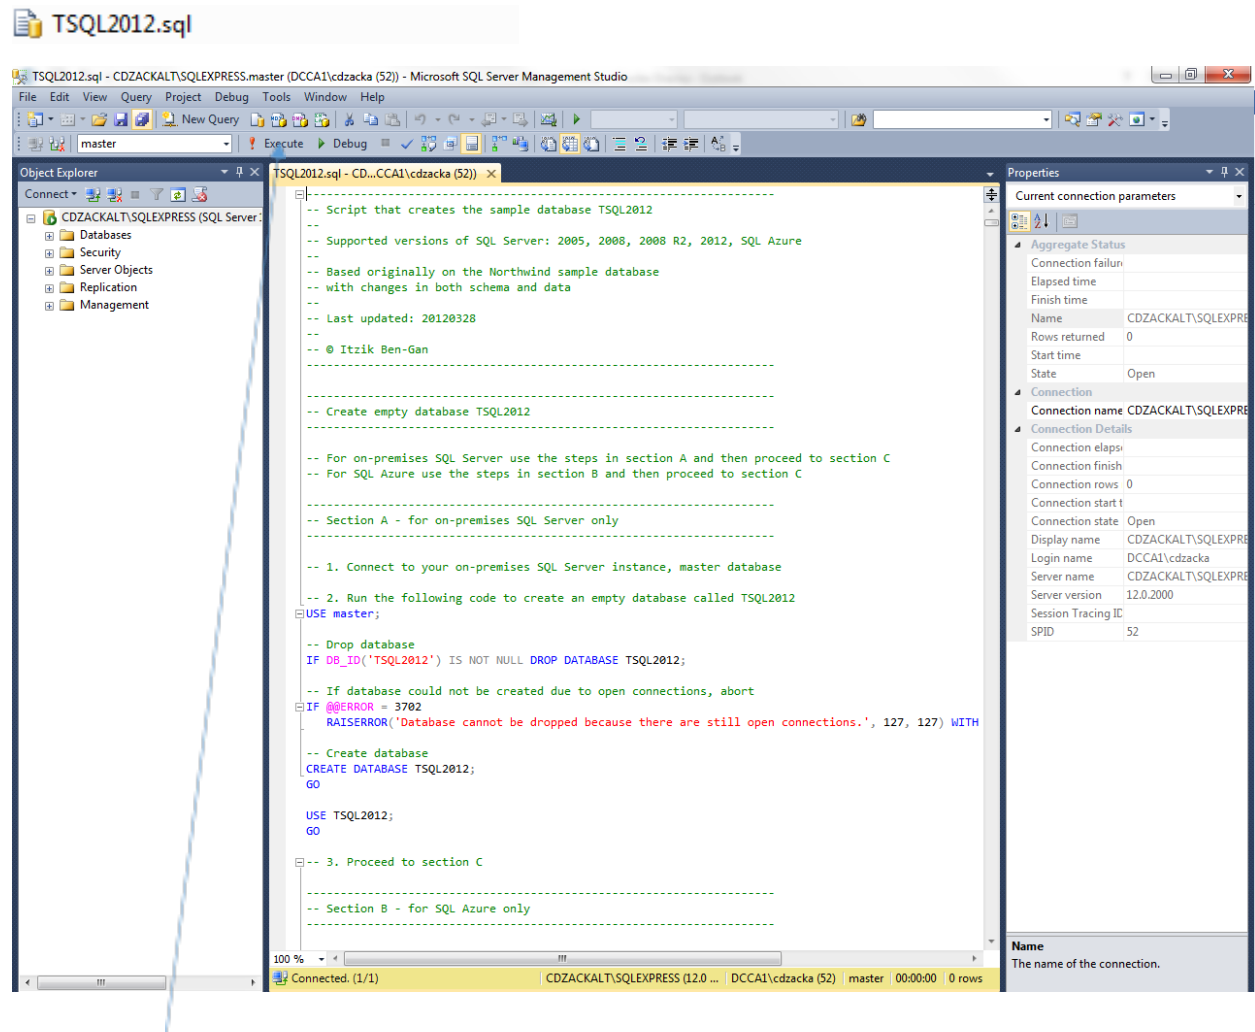 TSQL2012.sql
TSQL2012.sql - CDZACKALT\SQLEXPRESS.master (DCCA1\cdzacka (52)) - Microsoft SQL Server Management Studio
File Edit View Query Project Debug Tools Window Help
New Query
master Execute Debug
Object Explorer
Connect
CDZACKALT\SQLEXPRESS (SQL Server
Databases
Security
Server Objects
Replication
Management
TSQL2012.sql - CD...CCA1\cdzacka (52))
--------------------------------------------------------------------
-- Script that creates the sample database TSQL2012
--
-- Supported versions of SQL Server: 2005, 2008, 2008 R2, 2012, SQL Azure
--
-- Based originally on the Northwind sample database
-- with changes in both schema and data
--
-- Last updated: 20120328
--
-- © Itzik Ben-Gan
---------------------------------------------------------------------
---------------------------------------------------------------------
-- Create empty database TSQL2012
---------------------------------------------------------------------
-- For on-premises SQL Server use the steps in section A and then proceed to section C
-- For SQL Azure use the steps in section B and then proceed to section C
---------------------------------------------------------------------
-- Section A - for on-premises SQL Server only
---------------------------------------------------------------------
-- 1. Connect to your on-premises SQL Server instance, master database
-- 2. Run the following code to create an empty database called TSQL2012
USE master;
-- Drop database
IF DB_ID('TSQL2012') IS NOT NULL DROP DATABASE TSQL2012;
-- If database could not be created due to open connections, abort
IF @@ERROR = 3702
RAISERROR('Database cannot be dropped because there are still open connections.', 127, 127) WITH
-- Create database
CREATE DATABASE TSQL2012;
GO
USE TSQL2012;
GO
-- 3. Proceed to section C
---------------------------------------------------------------------
-- Section B - for SQL Azure only
---------------------------------------------------------------------
100 %
Connected. (1/1) CDZACKALT\SQLEXPRESS (12.0 ... DCCA1\cdzacka (52) master 00:00:00 0 rows
Properties
Current connection parameters
Aggregate Status
Connection failur
Elapsed time
Finish time
Name CDZACKALT\SQLEXPRE
Rows returned 0
Start time
State Open
Connection
Connection name CDZACKALT\SQLEXPRE
Connection Details
Connection elaps
Connection finish
Connection rows 0
Connection start t
Connection state Open
Display name CDZACKALT\SQLEXPRE
Login name DCCA1\cdzacka
Server name CDZACKALT\SQLEXPRE
Server version 12.0.2000
Session Tracing ID
SPID 52
Name
The name of the connection.